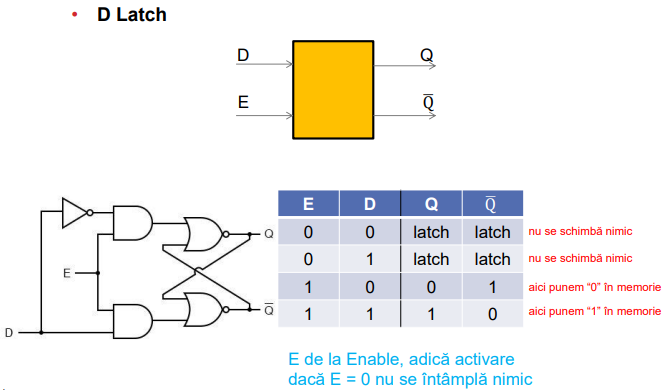 • D Latch
D
Q
E
Q̅
E D Q Q̅
0 0 latch latch nu se schimbă nimic
0 1 latch latch nu se schimbă nimic
1 0 0 1 aici punem “0” în memorie
1 1 1 0 aici punem “1” în memorie
Q
E
Q̅
D
E de la Enable, adică activare
dacă E = 0 nu se întâmplă nimic